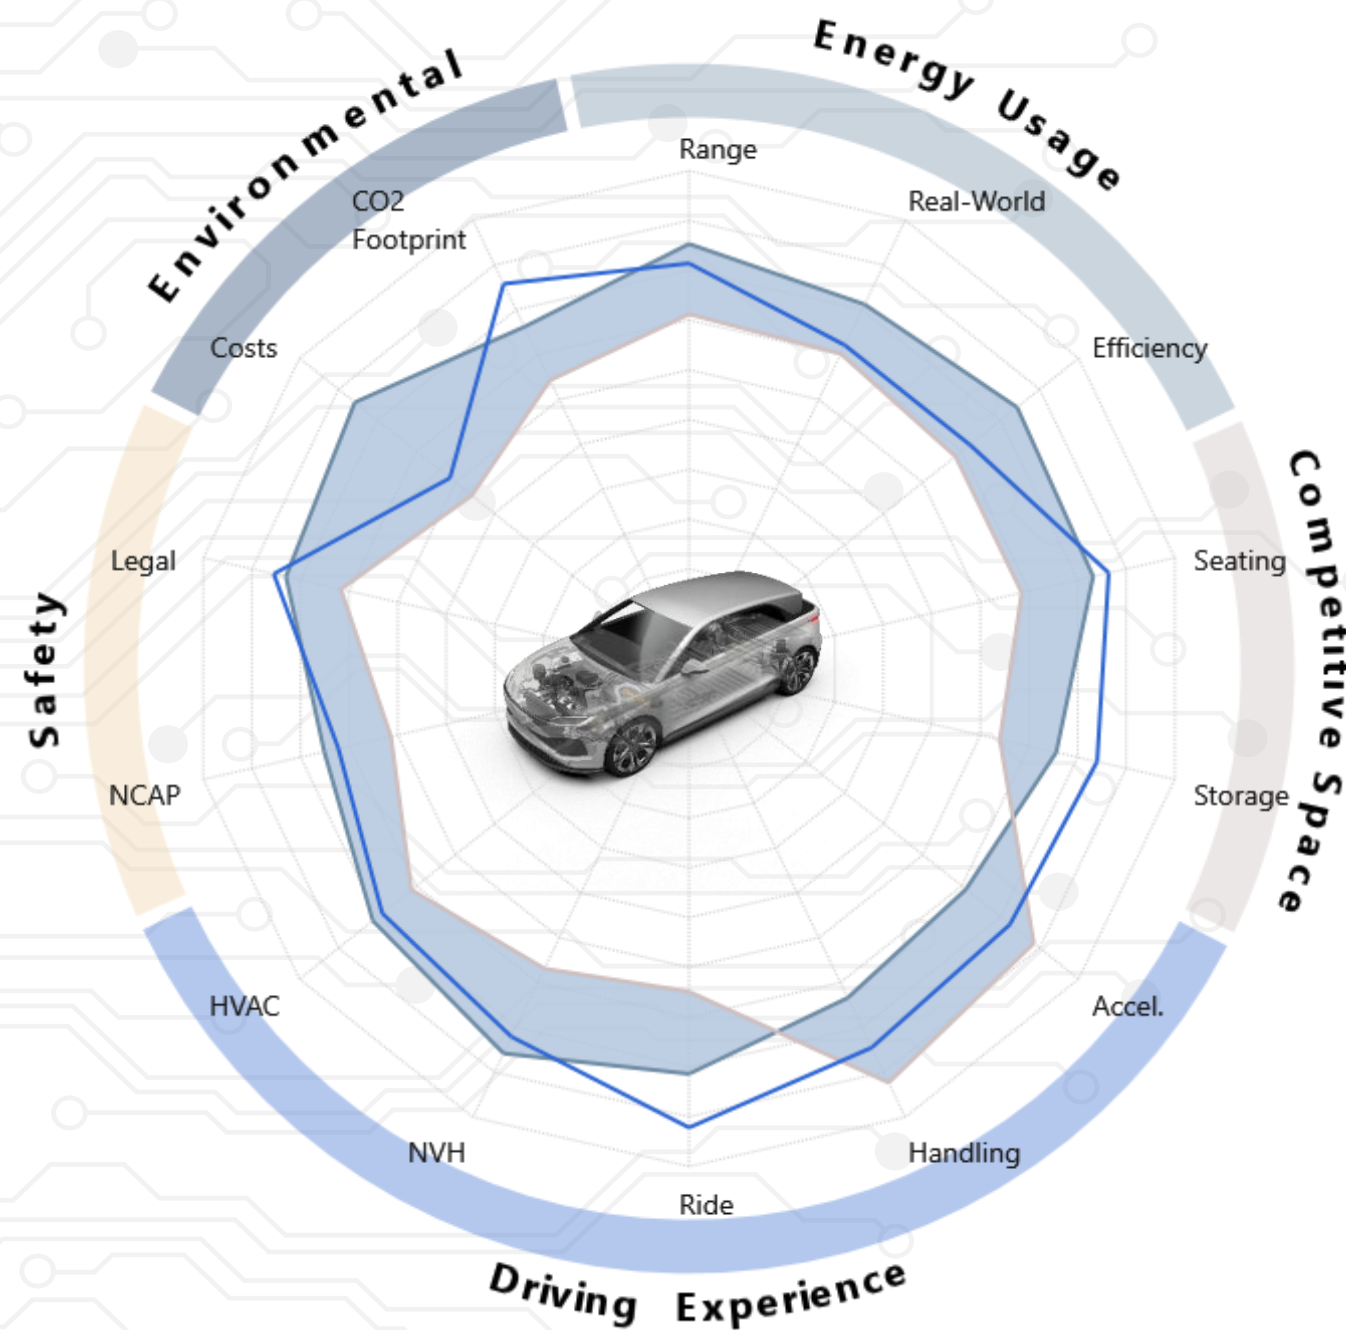 Energy Usage
Environmental
Range
Real-World
CO2
Footprint
Costs
Efficiency
Competitive Space
Legal
Seating
Safety
NCAP
Storage
HVAC
Accel.
NVH
Handling
Ride
Driving Experience